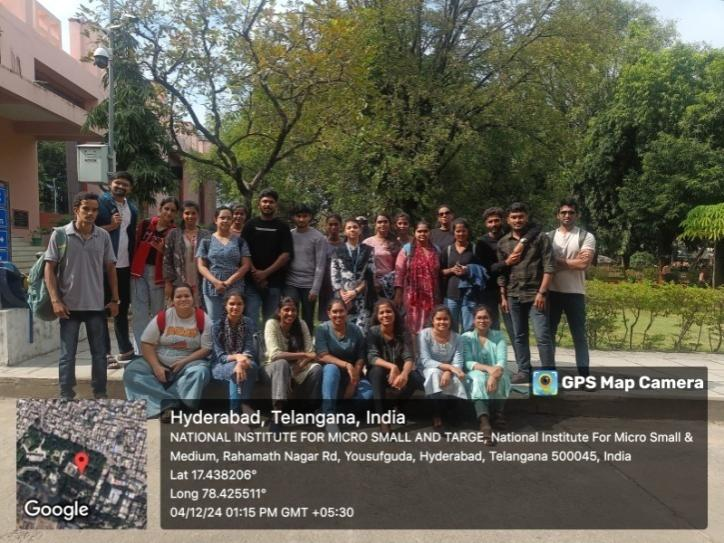 GPS Map Camera
Hyderabad, Telangana, India
NATIONAL INSTITUTE FOR MICRO SMALL AND TARGE, National Institute For Micro Small &
Medium, Rahamath Nagar Rd, Yousufguda, Hyderabad, Telangana 500045, India
Lat 17.438206°
Long 78.425511°
04/12/24 01:15 PM GMT +05:30
Google